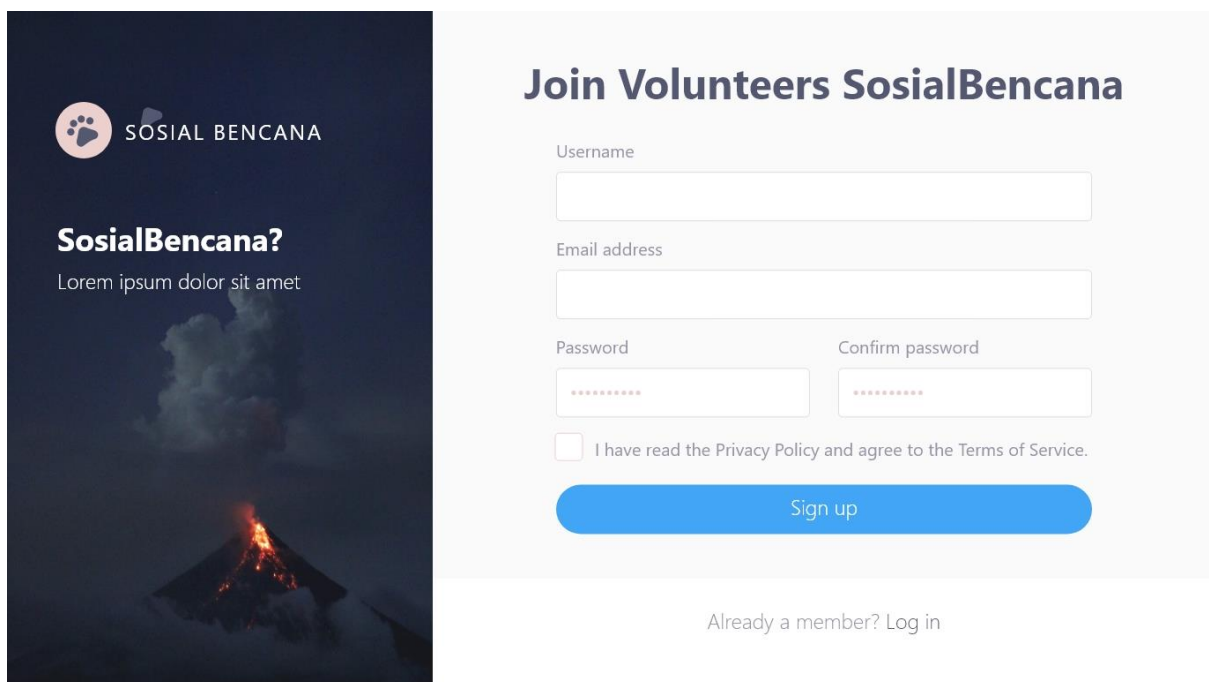 SOSIAL BENCANA
SosialBencana?
Lorem ipsum dolor sit amet
Join Volunteers SosialBencana
Username
Email address
Password
Confirm password
I have read the Privacy Policy and agree to the Terms of Service.
Sign up
Already a member? Log in